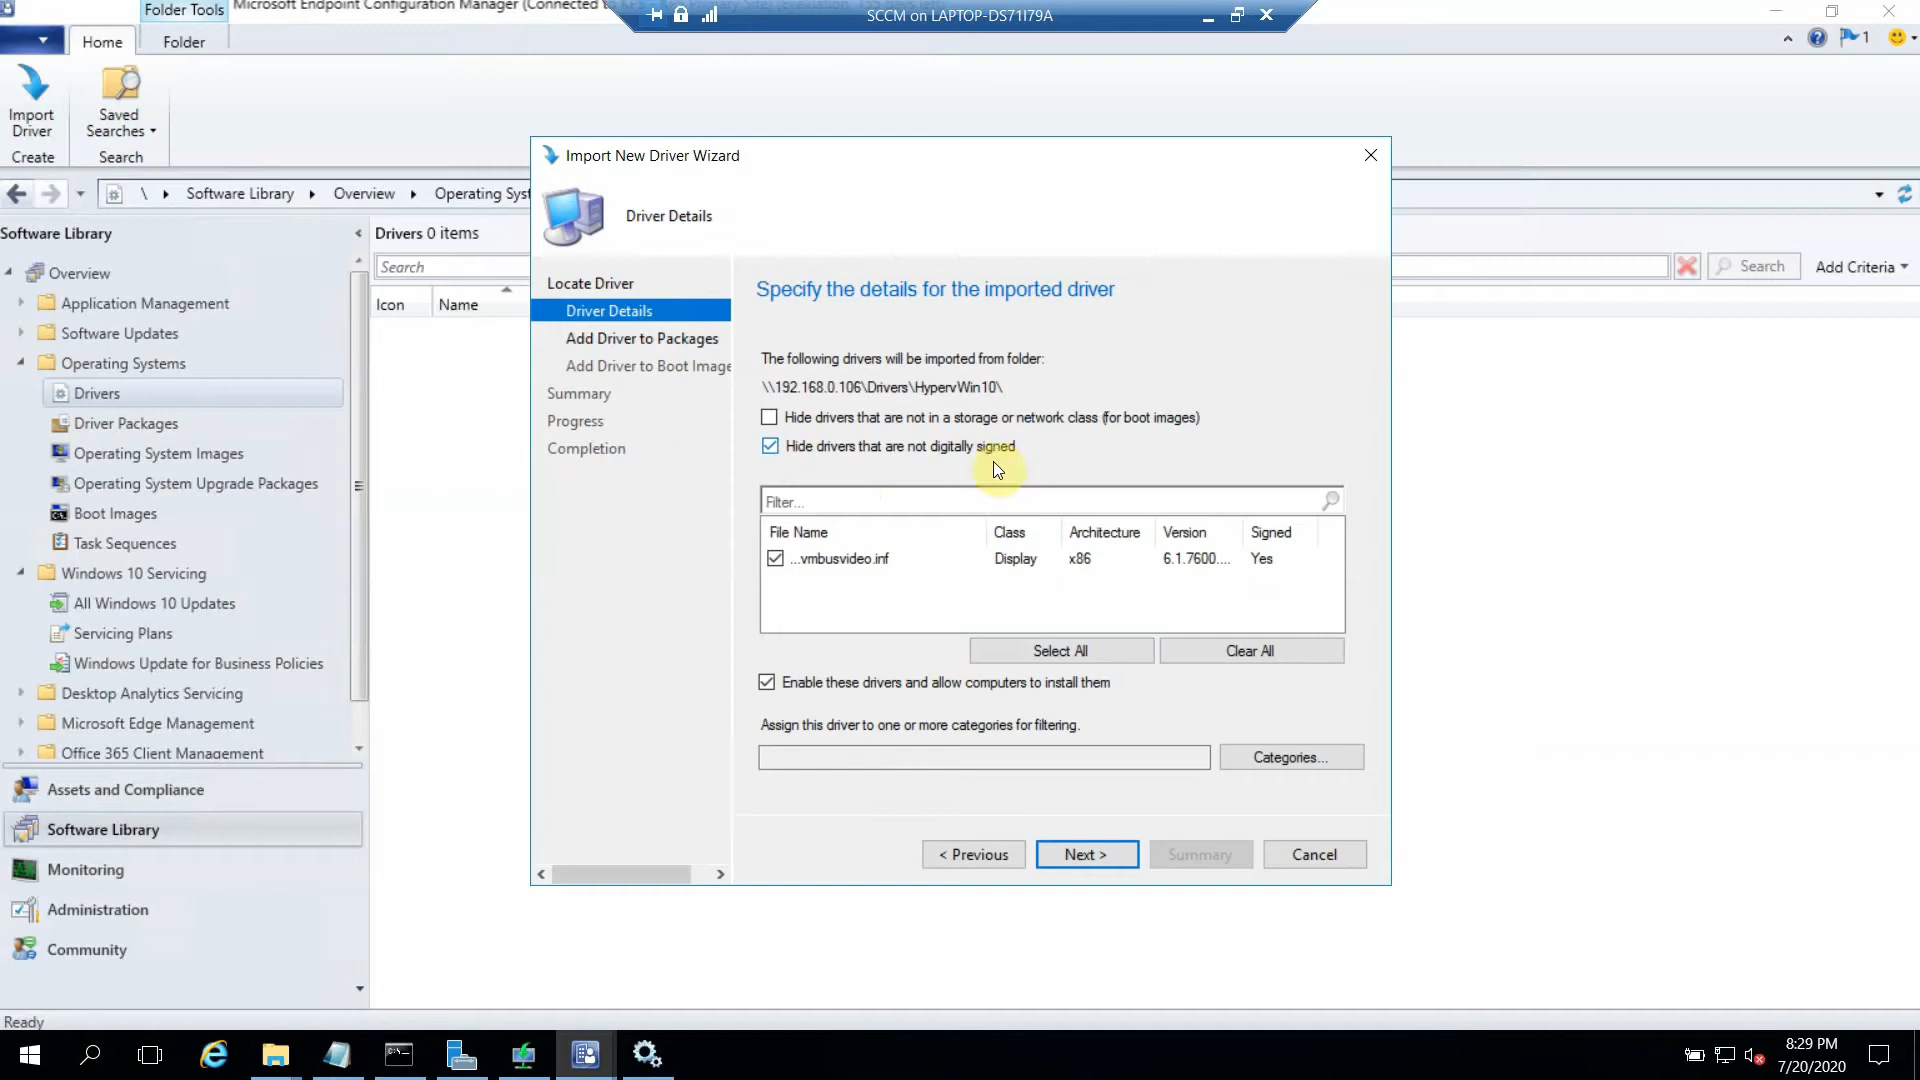 Folder Tools
Microsoft Endpoint Configuration Manager (Connected to
SCCM on LAPTOP-DS71I79A
Home
Folder
1
Import Driver
Saved Searches
Create
Search
\ Software Library Overview Operating Syst
Software Library
Drivers 0 items
Search
Search
Add Criteria
Icon
Name
Overview
Application Management
Software Updates
Operating Systems
Drivers
Driver Packages
Operating System Images
Operating System Upgrade Packages
Boot Images
Task Sequences
Windows 10 Servicing
All Windows 10 Updates
Servicing Plans
Windows Update for Business Policies
Desktop Analytics Servicing
Microsoft Edge Management
Office 365 Client Management
Assets and Compliance
Software Library
Monitoring
Administration
Community
Ready
Import New Driver Wizard
Driver Details
Locate Driver
Driver Details
Add Driver to Packages
Add Driver to Boot Image
Summary
Progress
Completion
Specify the details for the imported driver
The following drivers will be imported from folder:
\\192.168.0.106\Drivers\HypervWin10\
Hide drivers that are not in a storage or network class (for boot images)
Hide drivers that are not digitally signed
Filter...
File Name Class Architecture Version Signed
...vmbusvideo.inf Display x86 6.1.7600.... Yes
Select All
Clear All
Enable these drivers and allow computers to install them
Assign this driver to one or more categories for filtering.
Categories...
< Previous
Next >
Summary
Cancel
8:29 PM
7/20/2020